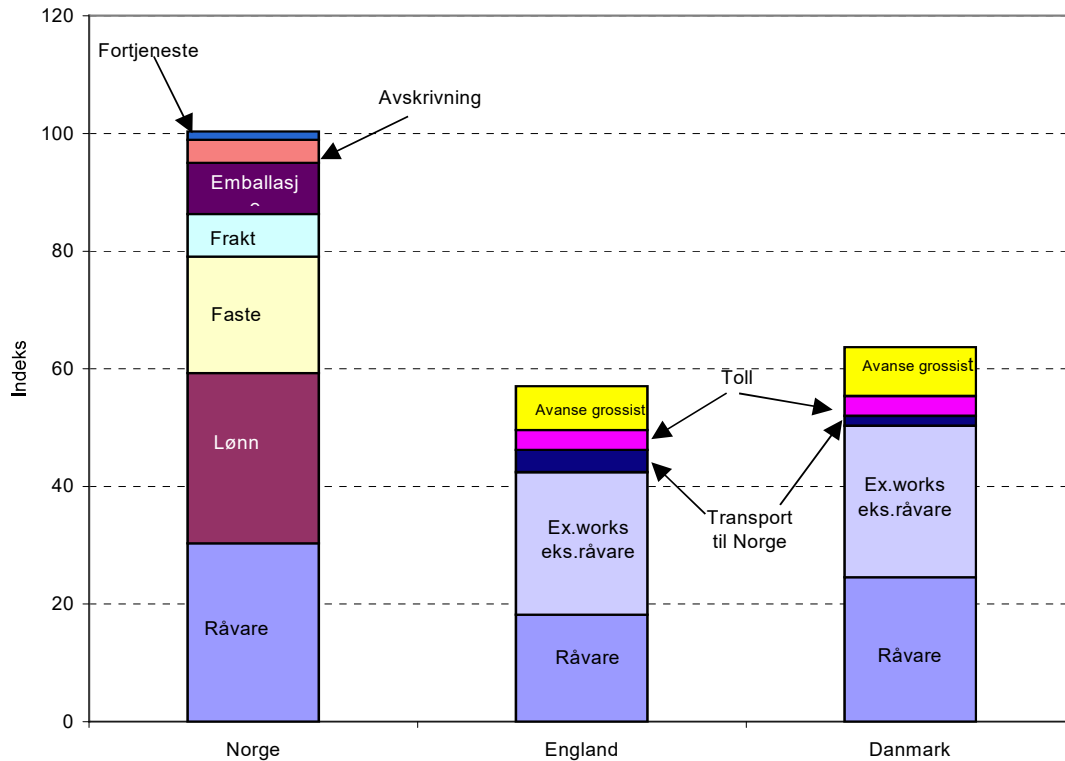 120
100
80
60
40
20
0
Indeks
Fortjeneste
Avskrivning
Emballasj
Frakt
Faste
Lønn
Råvare
Avanse grossist
Ex.works
eks.råvare
Råvare
Toll
Transport
til Norge
Avanse grossist
Ex.works
eks.råvare
Råvare
Norge
England
Danmark